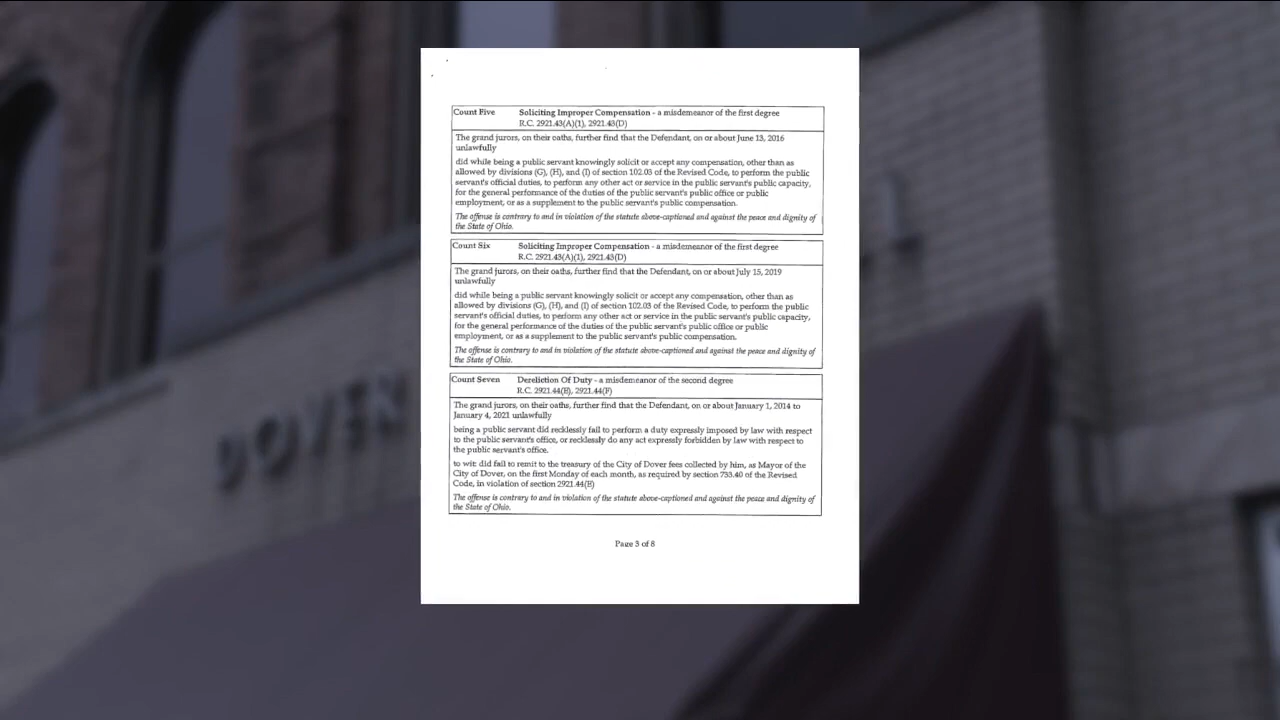 Count Five Soliciting Improper Compensation - a misdemeanor of the first degree
R.C. 2921.43(A)(1), 2921.43(D)
The grand jurors, on their oaths, further find that the Defendant, on or about June 13, 2016
unlawfully
did while being a public servant knowingly solicit or accept any compensation, other than as
allowed by divisions (G), (H), and (I) of section 102.03 of the Revised Code, to perform the public
servant's official duties, to perform any other act or service in the public servant's public capacity,
for the general performance of the duties of the public servant's public office or public
employment, or as a supplement to the public servant's public compensation.
The offense is contrary to and in violation of the statute above-captioned and against the peace and dignity of
the State of Ohio.
Count Six Soliciting Improper Compensation - a misdemeanor of the first degree
R.C. 2921.43(A)(1), 2921.43(D)
The grand jurors, on their oaths, further find that the Defendant, on or about July 15, 2019
unlawfully
did while being a public servant knowingly solicit or accept any compensation, other than as
allowed by divisions (G), (H), and (I) of section 102.03 of the Revised Code, to perform the public
servant's official duties, to perform any other act or service in the public servant's public capacity,
for the general performance of the duties of the public servant's public office or public
employment, or as a supplement to the public servant's public compensation.
The offense is contrary to and in violation of the statute above-captioned and against the peace and dignity of
the State of Ohio.
Count Seven Dereliction Of Duty - a misdemeanor of the second degree
R.C. 2921.44(E), 2921.44(F)
The grand jurors, on their oaths, further find that the Defendant, on or about January 1, 2014 to
January 4, 2021 unlawfully
being a public servant did recklessly fail to perform a duty expressly imposed by law with respect
to the public servant's office, or recklessly do any act expressly forbidden by law with respect to
the public servant's office.
to wit: did fail to remit to the treasury of the City of Dover fees collected by him, as Mayor of the
City of Dover, on the first Monday of each month, as required by section 733.40 of the Revised
Code, in violation of section 2921.44(E)
The offense is contrary to and in violation of the statute above-captioned and against the peace and dignity of
the State of Ohio.
Page 3 of 8